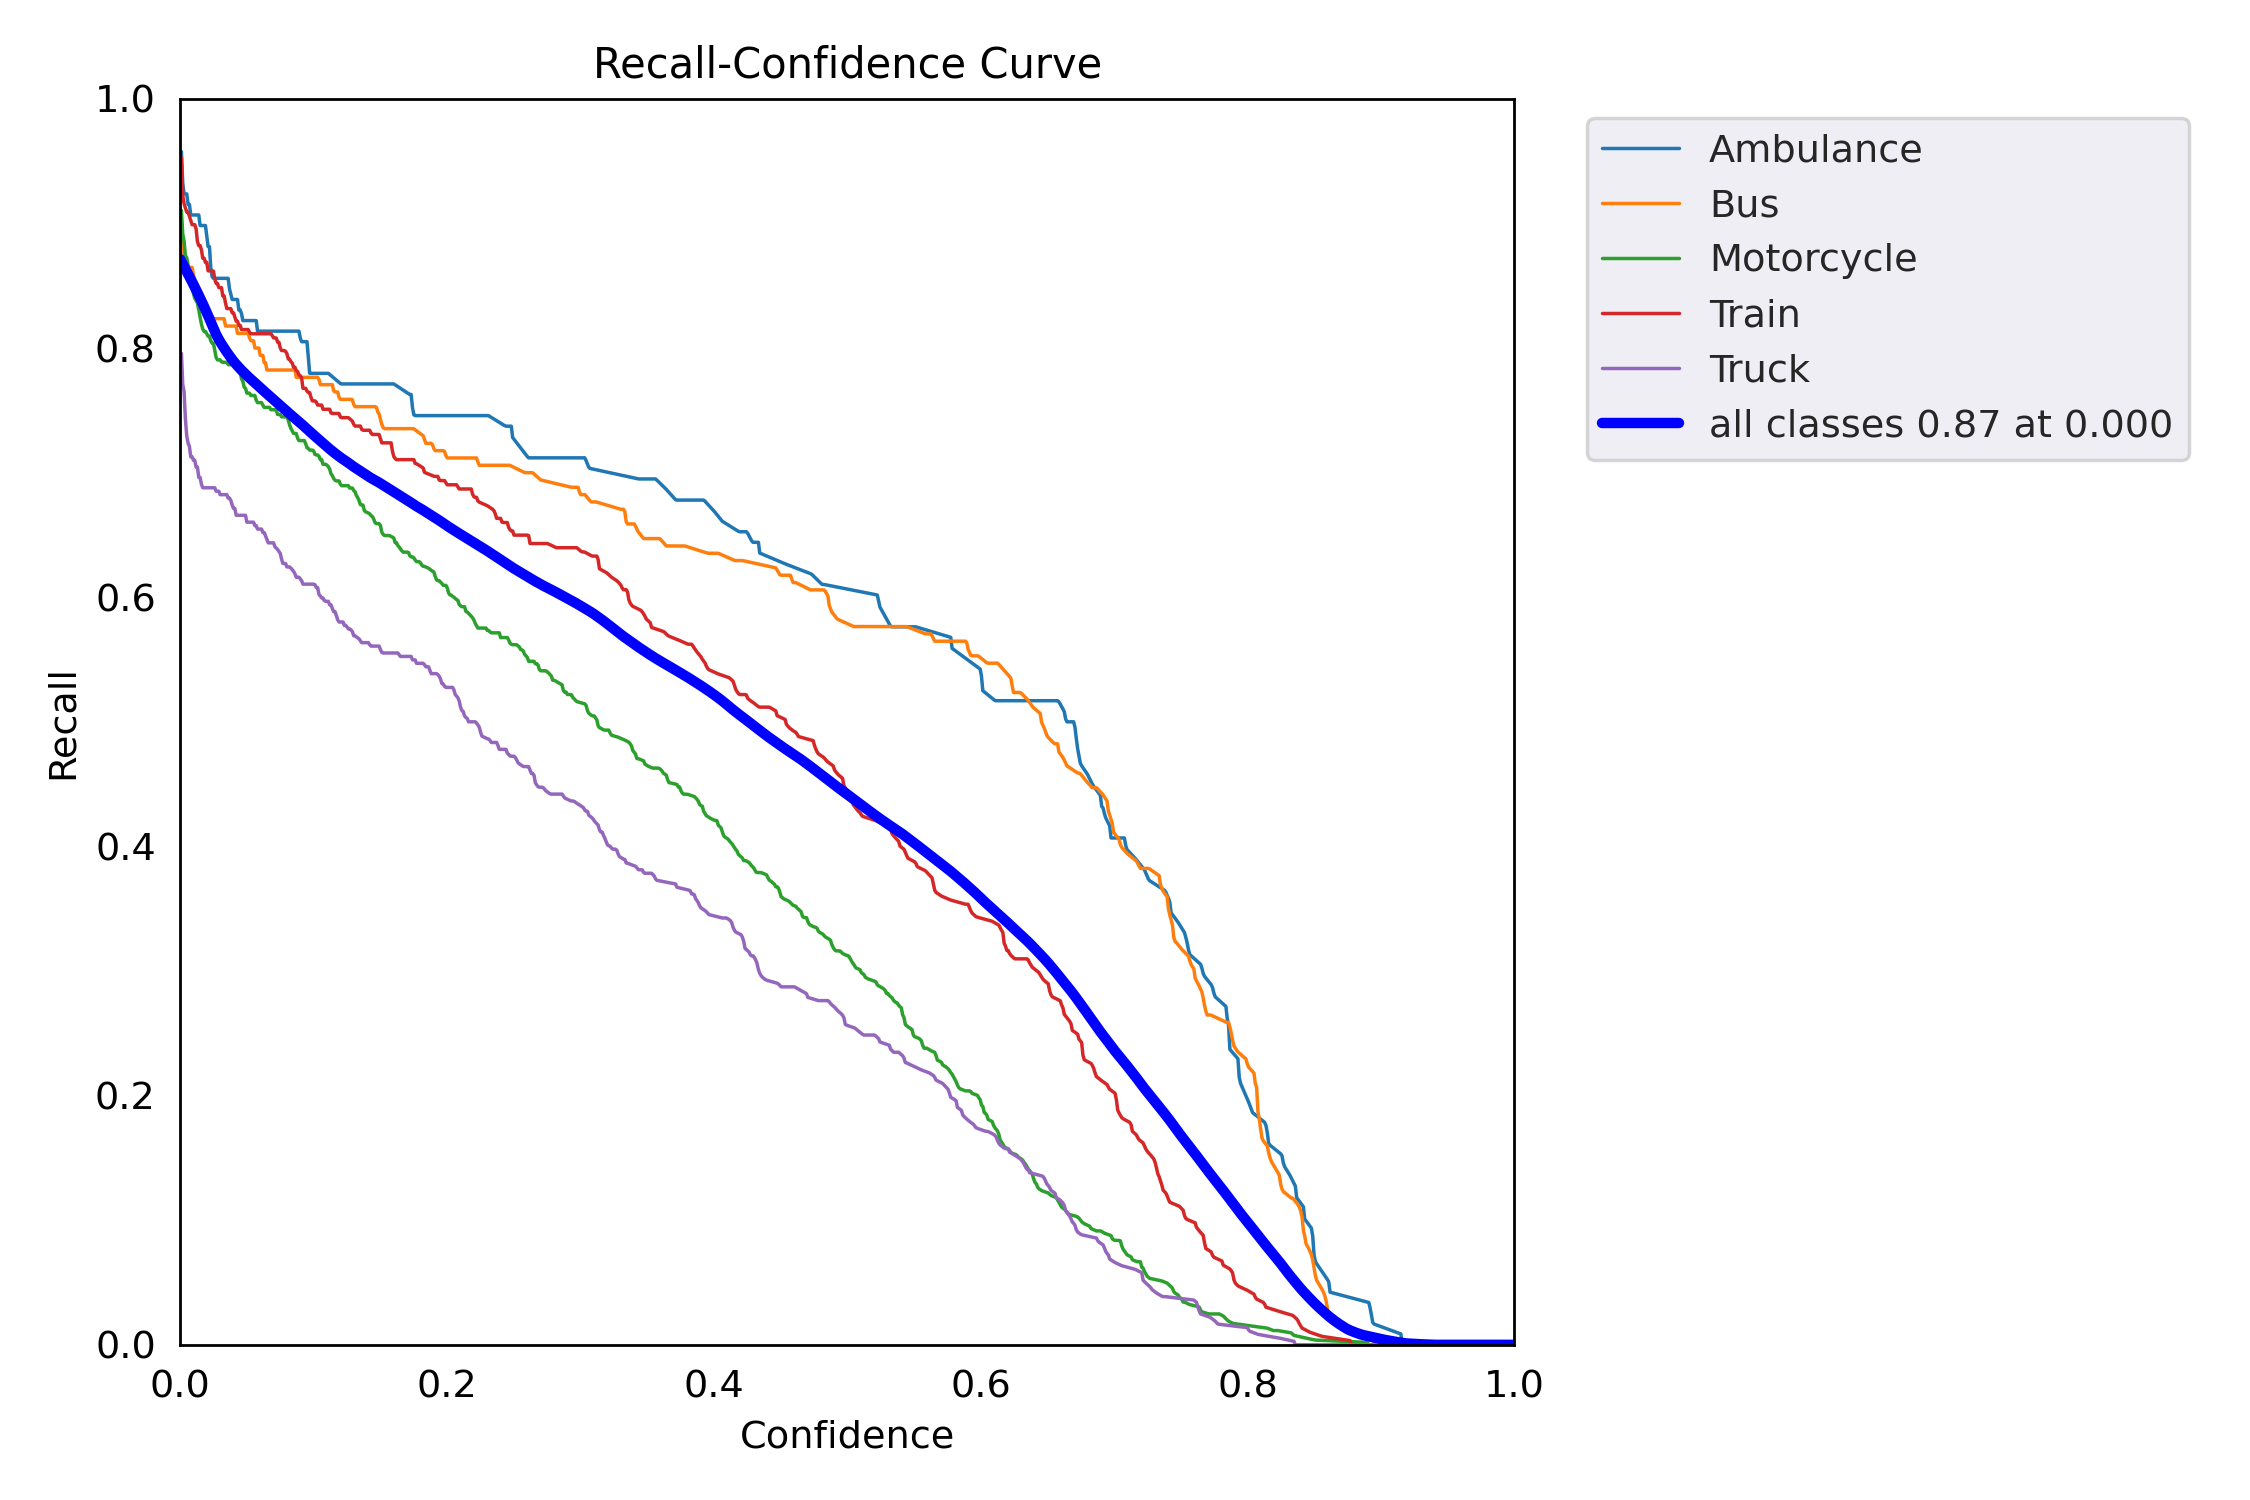 Recall-Confidence Curve
1.0
0.8
0.6
0.4
0.2
0.0
Recall
0.0 0.2 0.4 0.6 0.8 1.0
Confidence
Ambulance
Bus
Motorcycle
Train
Truck
all classes 0.87 at 0.000